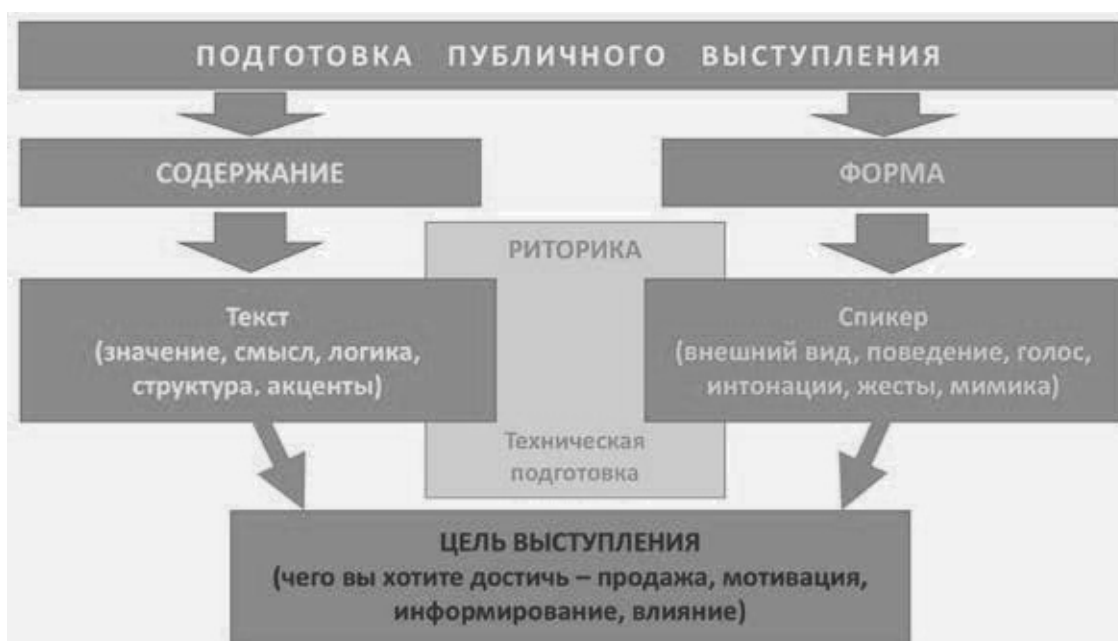 ПОДГОТОВКА ПУБЛИЧНОГО ВЫСТУПЛЕНИЯ
СОДЕРЖАНИЕ
ФОРМА
РИТОРИКА
Текст
(значение, смысл, логика,
структура, акценты)
Спикер
(внешний вид, поведение, голос,
интонации, жесты, мимика)
Техническая
подготовка
ЦЕЛЬ ВЫСТУПЛЕНИЯ
(чего вы хотите достичь – продажа, мотивация,
информирование, влияние)